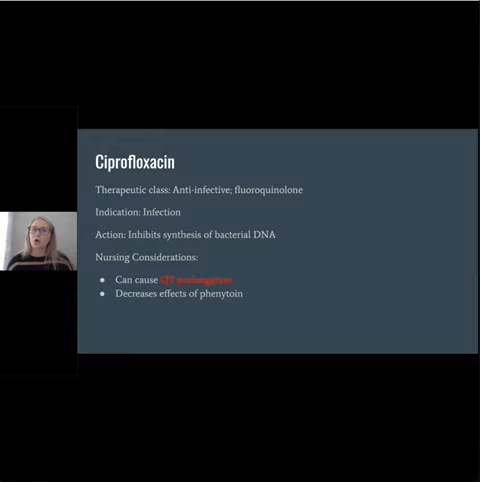 Ciprofloxacin
Therapeutic class: Anti-infective; fluoroquinolone
Indication: Infection
Action: Inhibits synthesis of bacterial DNA
Nursing Considerations:
● Can cause QT prolongation
● Decreases effects of phenytoin